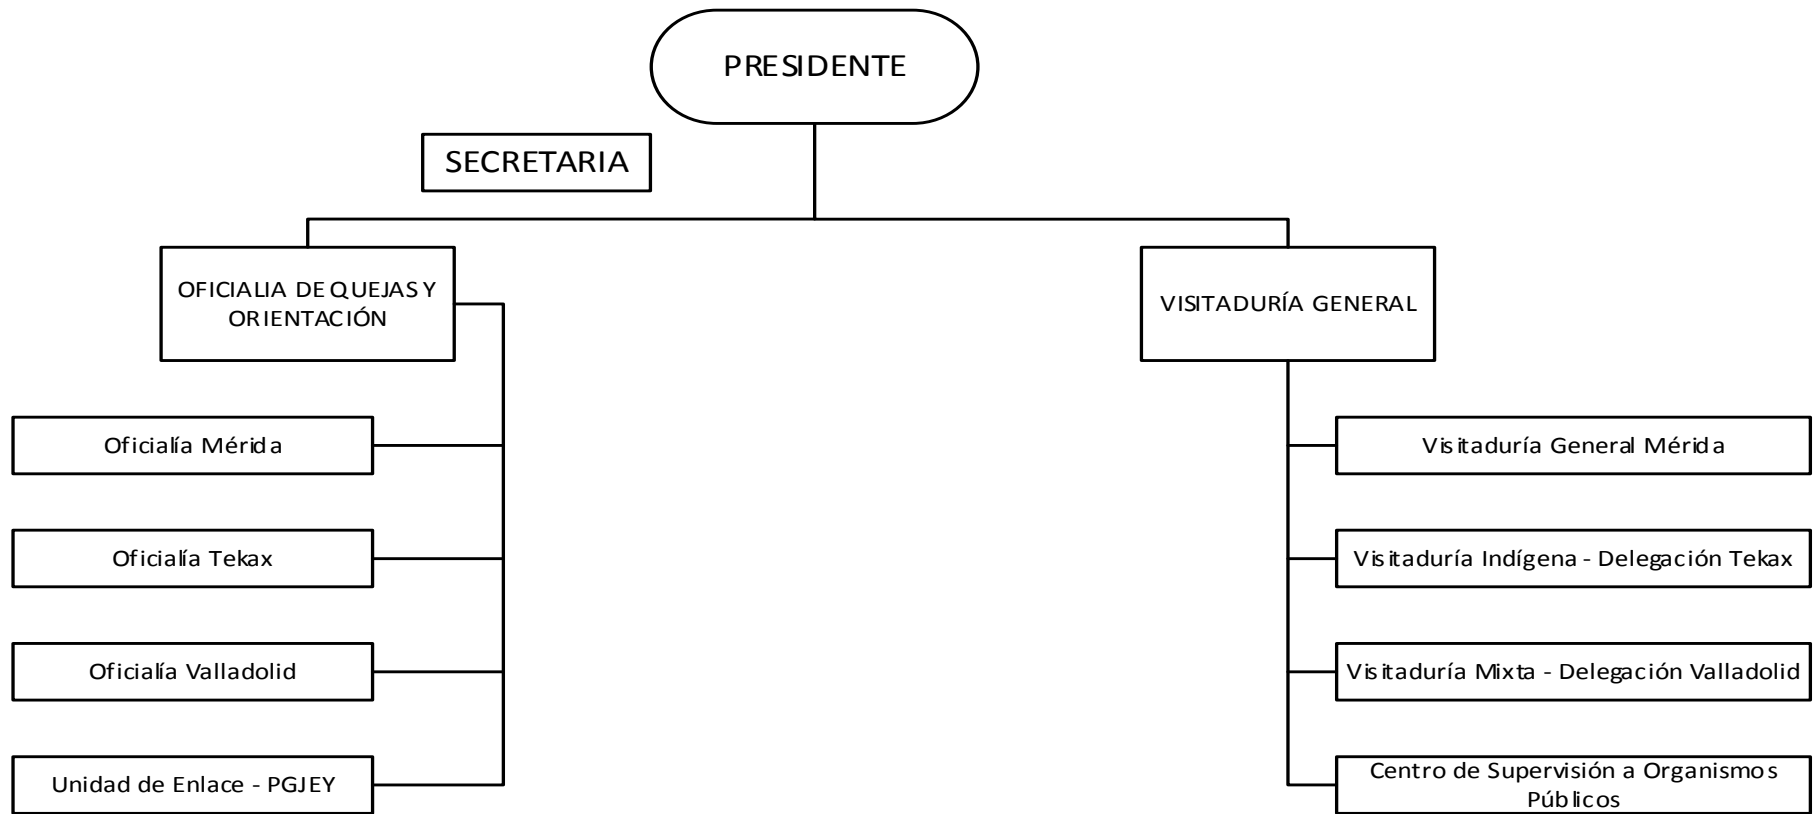 PRESIDENTE
SECRETARIA
OFICIALIA DE QUEJAS Y
ORIENTACIÓN
VISITADURÍA GENERAL
Oficialía Mérida
Visitaduría General Mérida
Oficialía Tekax
Visitaduría Indígena - Delegación Tekax
Oficialía Valladolid
Visitaduría Mixta - Delegación Valladolid
Unidad de Enlace - PGJEY
Centro de Supervisión a Organismos
Públicos